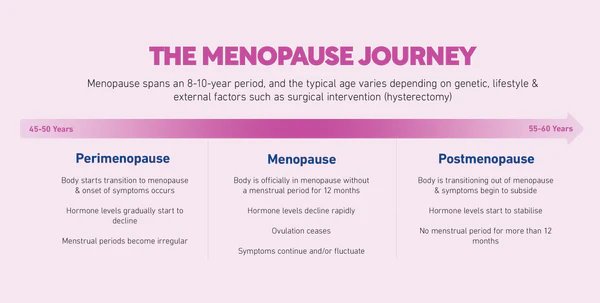 THE MENOPAUSE JOURNEY
Menopause spans an 8-10-year period, and the typical age varies depending on genetic, lifestyle &
external factors such as surgical intervention (hysterectomy)
45-50 Years
55-60 Years
Perimenopause
Body starts transition to menopause
& onset of symptoms occurs
Hormone levels gradually start to
decline
Menstrual periods become irregular
Menopause
Body is officially in menopause without
a menstrual period for 12 months
Hormone levels decline rapidly
Ovulation ceases
Symptoms continue and/or fluctuate
Postmenopause
Body is transitioning out of menopause
& symptoms begin to subside
Hormone levels start to stabilise
No menstrual period for more than 12
months